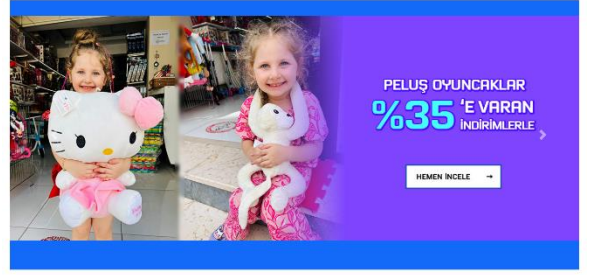 PELUŞ OYUNCAKLAR
%35 'E VARAN
İNDİRİMLERLE
HEMEN İNCELE →